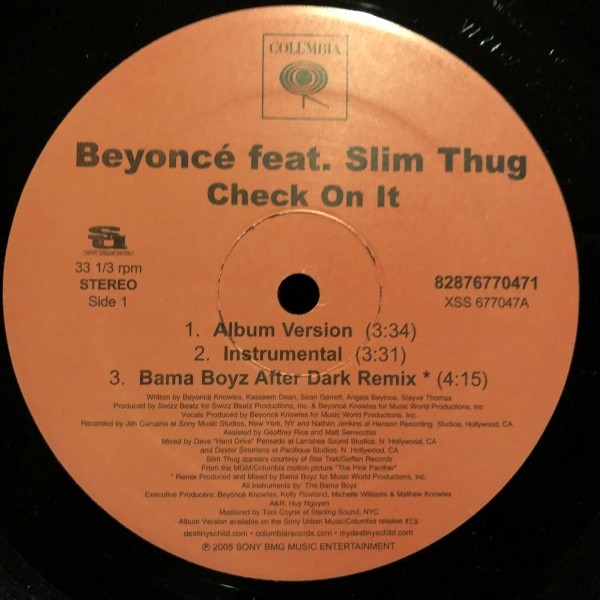 COLUMBIA
Beyoncé feat. Slim Thug
Check On It
su
SONY URBAN MUSIC
33 1/3 rpm
STEREO
Side 1
82876770471
XSS 677047A
1. Album Version (3:34)
2. Instrumental (3:31)
3. Bama Boyz After Dark Remix * (4:15)
Written by Beyoncé Knowles, Kasseem Dean, Sean Garrett, Angela Beyince, Stayve Thomas
Produced by Swizz Beatz for Swizz Beatz Productions, Inc. & Beyoncé Knowles for Music World Productions, Inc
Vocals Produced by Beyoncé Knowles for Music World Productions, Inc.
Recorded by Jim Caruana at Sony Music Studios, New York, NY and Nathan Jenkins at Henson Recording Studios, Hollywood, CA
Assisted by Geoffrey Rice and Matt Serrecchio
Mixed by Dave "Hard Drive" Pensado at Larrabee Sound Studios, N. Hollywood, CA
and Dexter Simmons at Pacifique Studios, N. Hollywood, CA
Slim Thug appears courtesy of Star Trak/Geffen Records
From the MGM/Columbia motion picture "The Pink Panther"
* Remix Produced and Mixed by Bama Boyz for Music World Productions, Inc.
All Instruments by: The Bama Boyz
Executive Producers: Beyoncé Knowles, Kelly Rowland, Michelle Williams & Mathew Knowles
A&R: Huy Nguyen
Mastered by Tom Coyne at Sterling Sound, NYC
Album Version available on the Sony Urban Music/Columbia release #1's
destinyschild.com • columbiarecords.com • mydestinyschild.com
℗ 2005 SONY BMG MUSIC ENTERTAINMENT